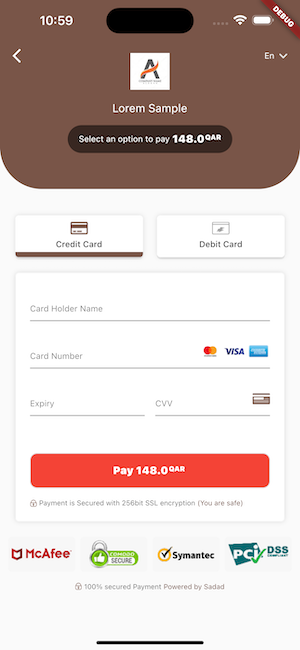 10:59
DEBUG
En
A
COMPANY NAME
Lorem Sample
Select an option to pay 148.0 QAR
Credit Card
Debit Card
Card Holder Name
Card Number
VISA
Expiry
CVV
Pay 148.0 QAR
Payment is Secured with 256bit SSL encryption (You are safe)
McAfee
COMODO
SECURE
Symantec
PCI DSS
COMPLIANT
100% secured Payment Powered by Sadad